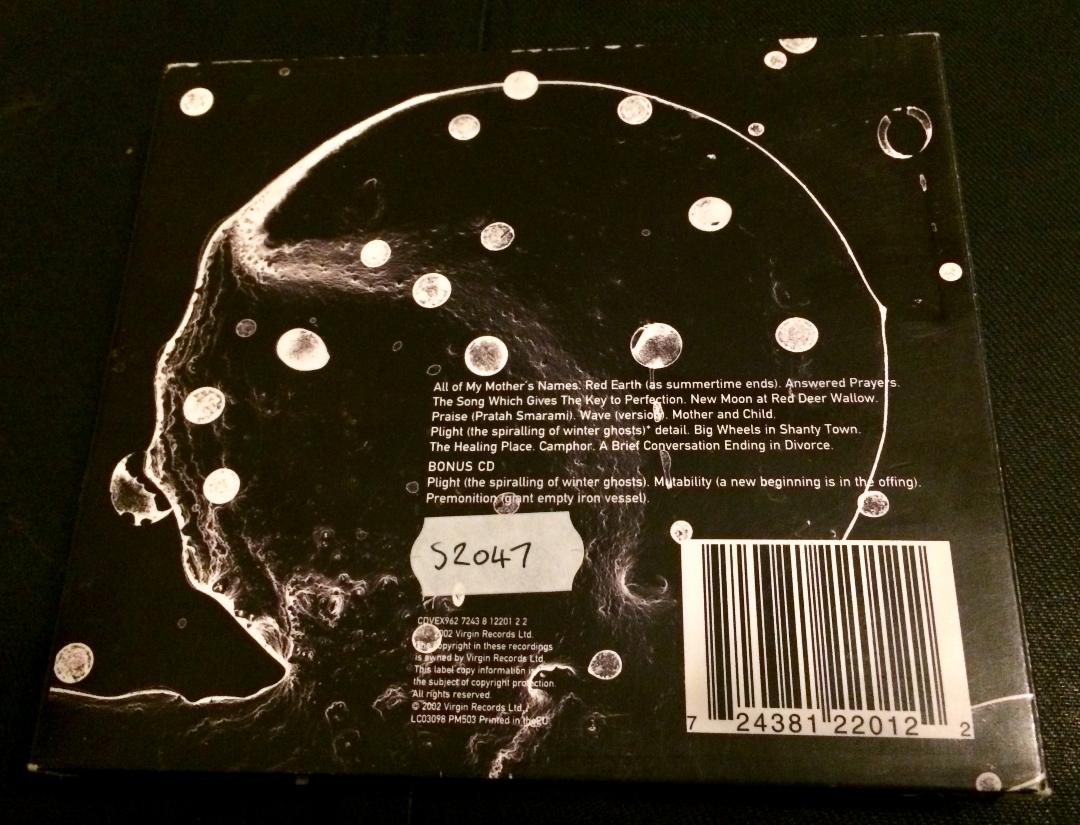 All of My Mother's Names. Red Earth (as summertime ends). Answered Prayers.
The Song Which Gives The Key to Perfection. New Moon at Red Deer Wallow.
Praise (Pratah Smarami). Wave (version). Mother and Child.
Plight (the spiralling of winter ghosts)* detail. Big Wheels in Shanty Town.
The Healing Place. Camphor. A Brief Conversation Ending in Divorce.
BONUS CD
Plight (the spiralling of winter ghosts). Mutability (a new beginning is in the offing).
Premonition (giant empty iron vessel).
S2047
CDVEX962 7243 8 12201 2 2
2002 Virgin Records Ltd.
The copyright in these recordings
is owned by Virgin Records Ltd.
This label copy information is
the subject of copyright protection.
All rights reserved.
© 2002 Virgin Records Ltd.
LC03098 PM503 Printed in the EU
7 24381 22012 2